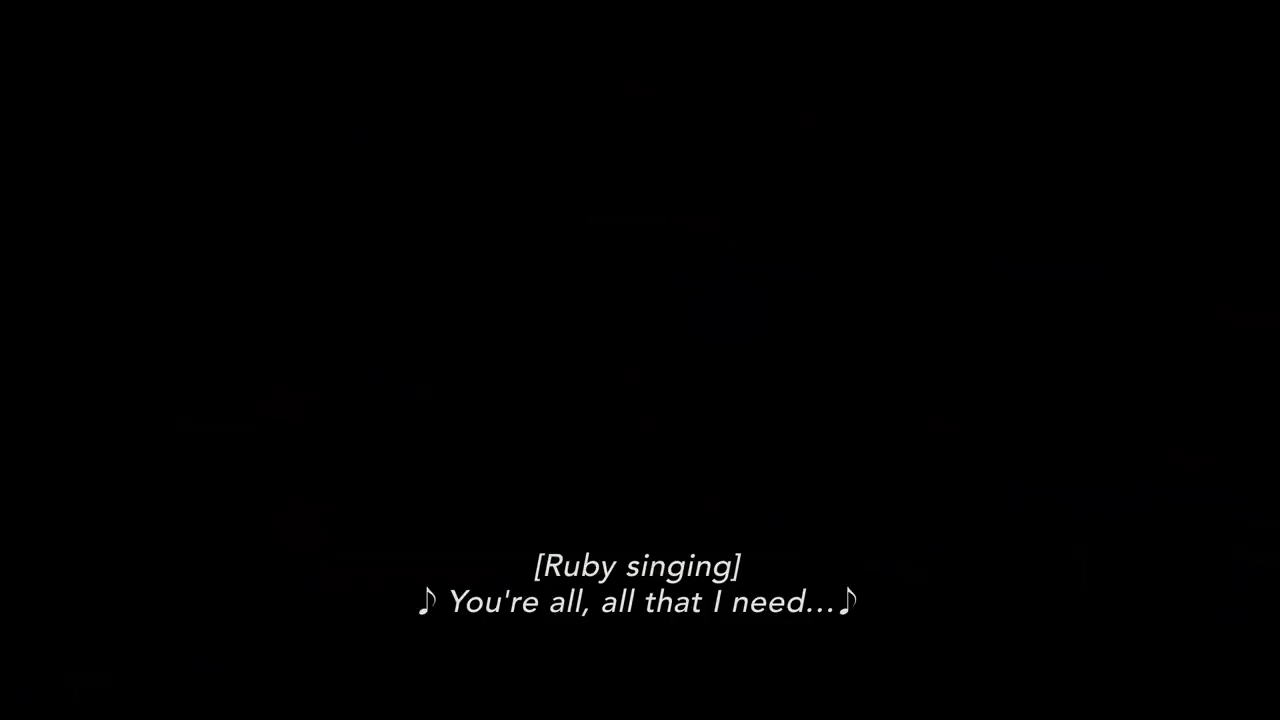 [Ruby singing]
♪ You're all, all that I need...♪